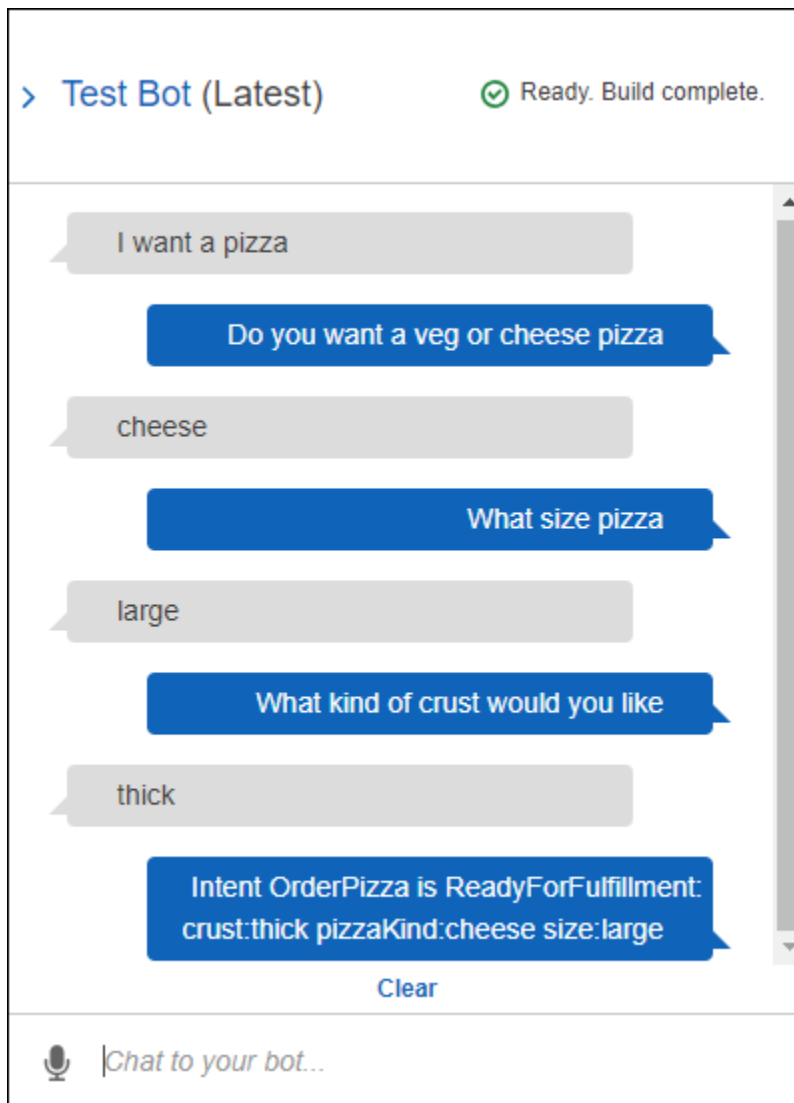 Test Bot (Latest)
Ready. Build complete.
I want a pizza
Do you want a veg or cheese pizza
cheese
What size pizza
large
What kind of crust would you like
thick
Intent OrderPizza is ReadyForFulfillment:
crust:thick pizzaKind:cheese size:large
Clear
Chat to your bot...